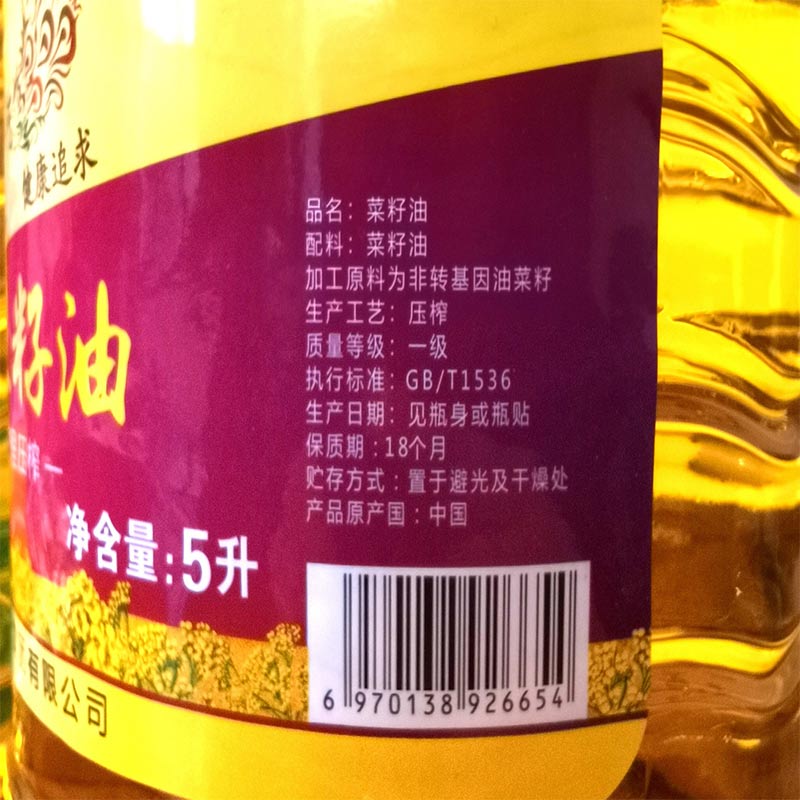 健康追求
品名：菜籽油
配料：菜籽油
加工原料为非转基因油菜籽
生产工艺：压榨
质量等级：一级
执行标准：GB/T1536
生产日期：见瓶身或瓶贴
保质期：18个月
贮存方式：置于避光及干燥处
产品原产国：中国
籽油
压榨一
净含量:5升
有限公司
6 970138 926654